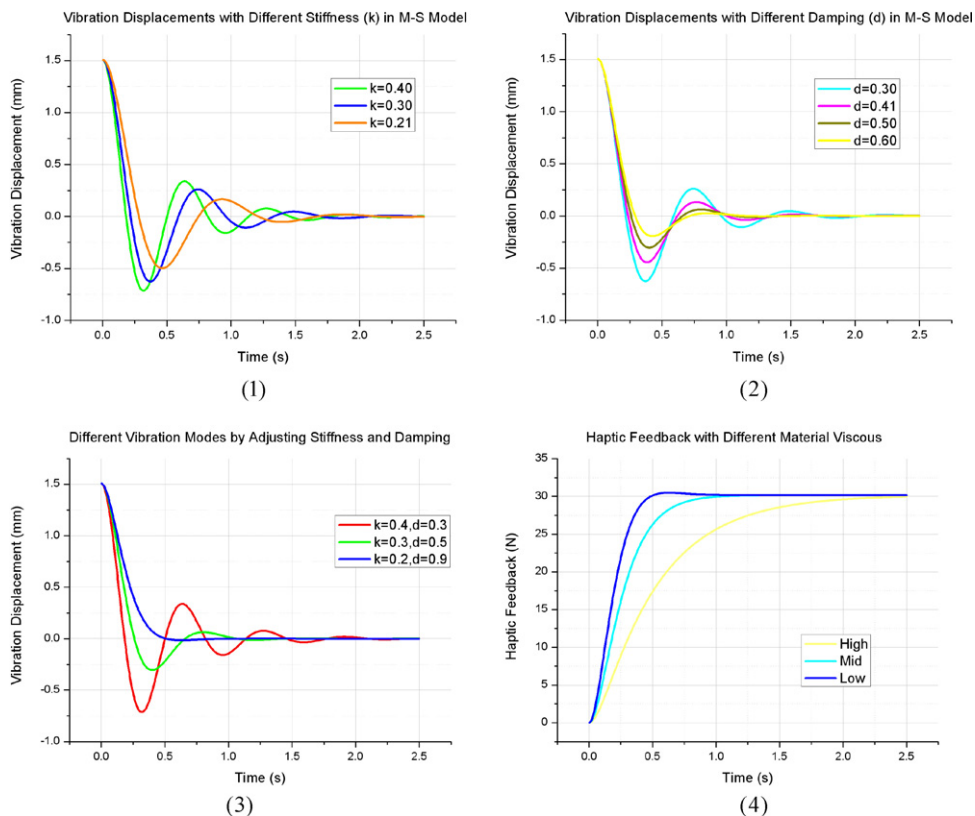 Vibration Displacements with Different Stiffness (k) in M-S Model
Vibration Displacement (mm)
1.5
1.0
0.5
0.0
-0.5
-1.0
k=0.40
k=0.30
k=0.21
0.0 0.5 1.0 1.5 2.0 2.5
Time (s)
(1)
Vibration Displacements with Different Damping (d) in M-S Model
Vibration Displacement (mm)
1.5
1.0
0.5
0.0
-0.5
-1.0
d=0.30
d=0.41
d=0.50
d=0.60
0.0 0.5 1.0 1.5 2.0 2.5
Time (s)
(2)
Different Vibration Modes by Adjusting Stiffness and Damping
Vibration Displacement (mm)
1.5
1.0
0.5
0.0
-0.5
-1.0
k=0.4,d=0.3
k=0.3,d=0.5
k=0.2,d=0.9
0.0 0.5 1.0 1.5 2.0 2.5
Time (s)
(3)
Haptic Feedback with Different Material Viscous
Haptic Feedback (N)
35
30
25
20
15
10
5
0
High
Mid
Low
0.0 0.5 1.0 1.5 2.0 2.5
Time (s)
(4)